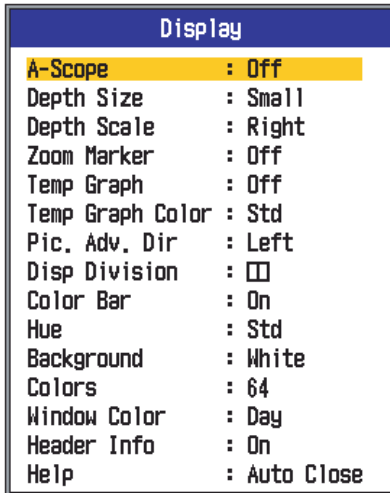 Display
A-Scope : Off
Depth Size : Small
Depth Scale : Right
Zoom Marker : Off
Temp Graph : Off
Temp Graph Color : Std
Pic. Adv. Dir : Left
Disp Division :
Color Bar : On
Hue : Std
Background : White
Colors : 64
Window Color : Day
Header Info : On
Help : Auto Close